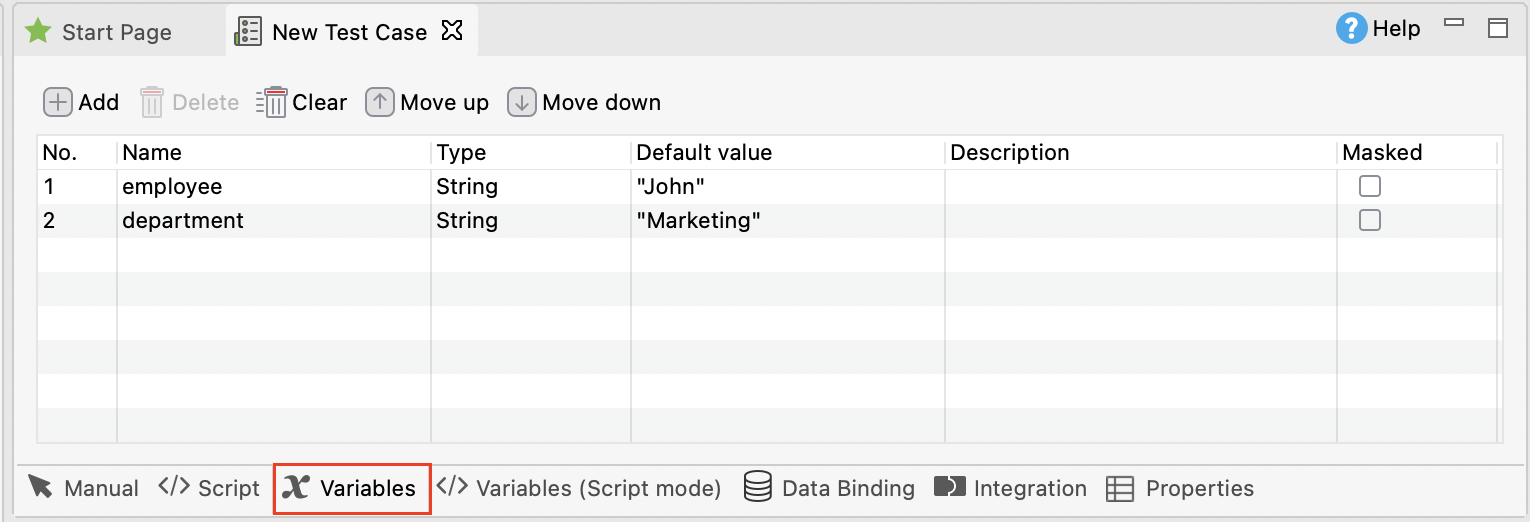 Start Page New Test Case Help
Add Delete Clear Move up Move down
No. Name Type Default value Description Masked
1 employee String "John"
2 department String "Marketing"
Manual </> Script Variables </> Variables (Script mode) Data Binding Integration Properties